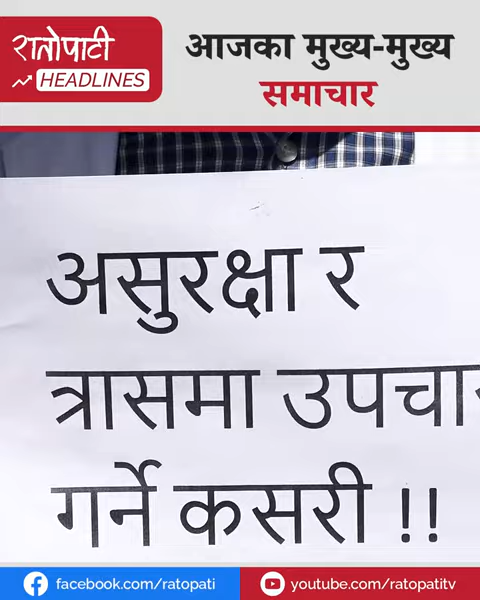 रातोपाटी
HEADLINES
आजका मुख्य-मुख्य
समाचार
असुरक्षा र
त्रासमा उपचार
गर्ने कसरी !!
facebook.com/ratopati
youtube.com/ratopatitv